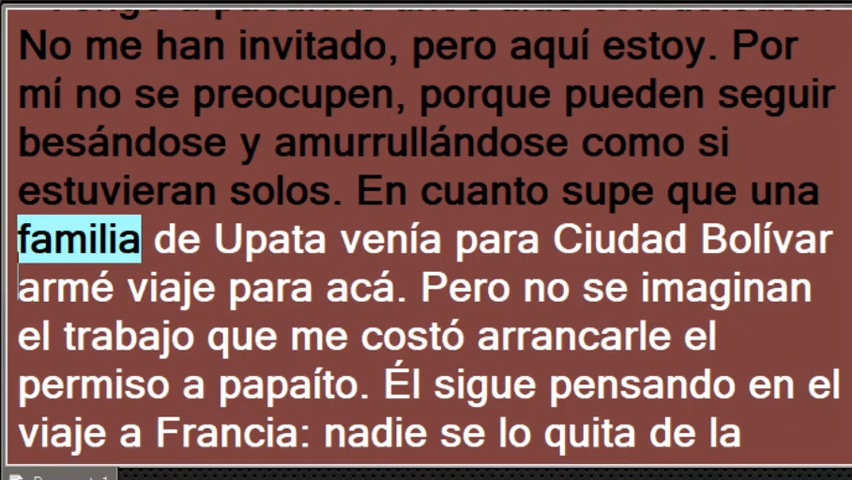 No me han invitado, pero aquí estoy. Por
mí no se preocupen, porque pueden seguir
besándose y amurrullándose como si
estuvieran solos. En cuanto supe que una
familia de Upata venía para Ciudad Bolívar
armé viaje para acá. Pero no se imaginan
el trabajo que me costó arrancarle el
permiso a papaíto. Él sigue pensando en el
viaje a Francia: nadie se lo quita de la